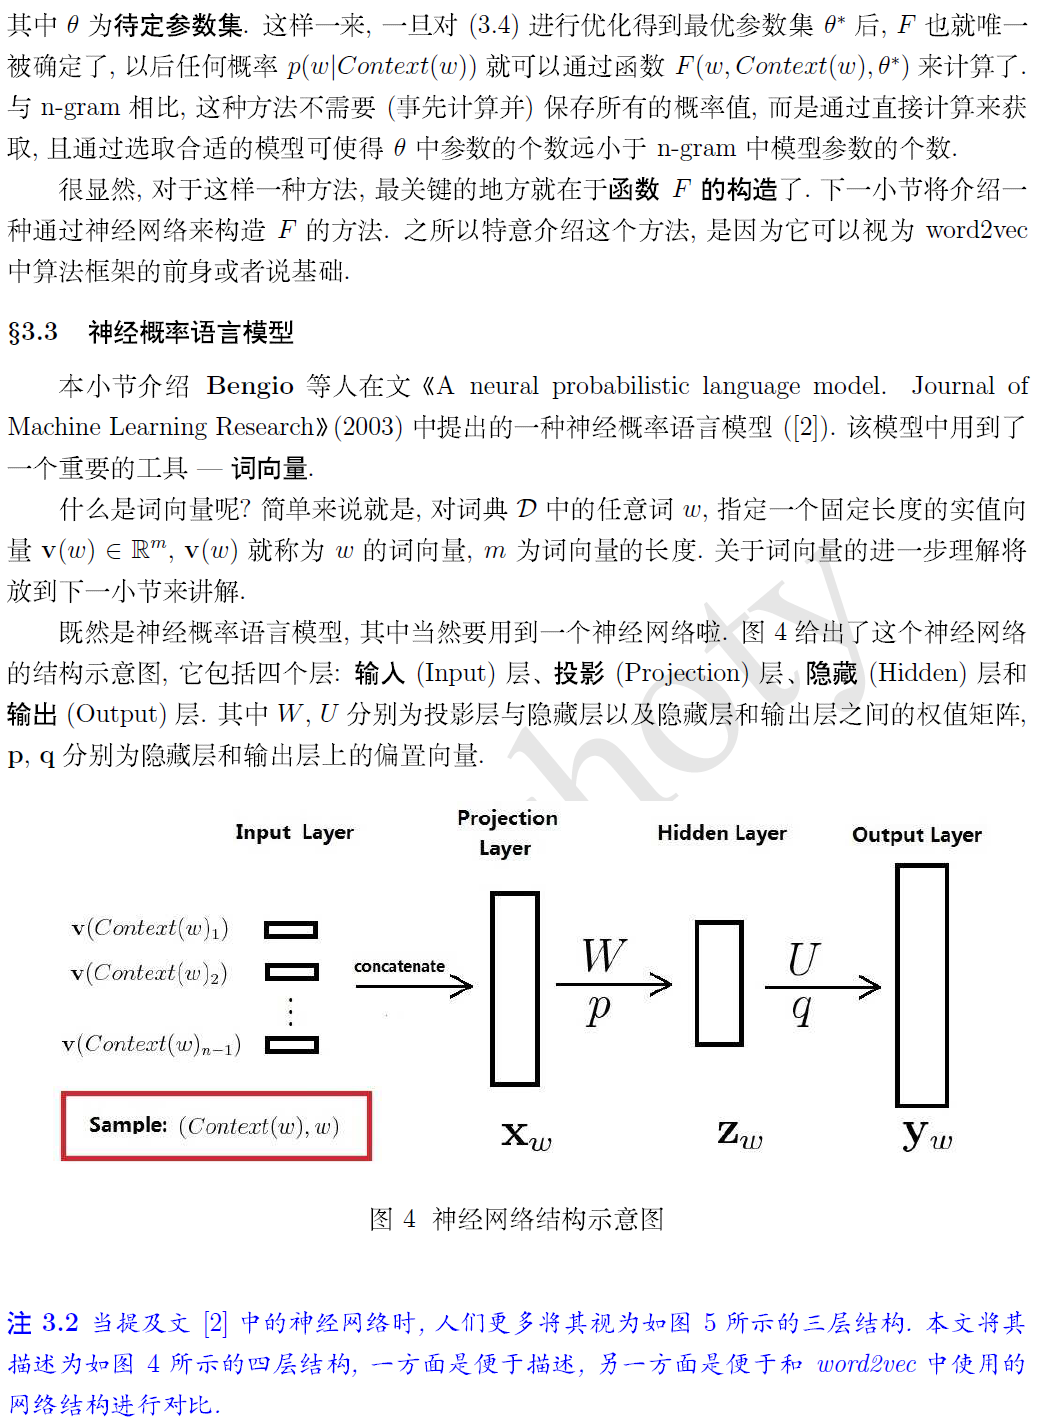 其中 θ 为待定参数集. 这样一来, 一旦对 (3.4) 进行优化得到最优参数集 θ* 后, F 也就唯一
被确定了, 以后任何概率 p(w|Context(w)) 就可以通过函数 F(w, Context(w), θ*) 来计算了.
与 n-gram 相比, 这种方法不需要 (事先计算并) 保存所有的概率值, 而是通过直接计算来获
取, 且通过选取合适的模型可使得 θ 中参数的个数远小于 n-gram 中模型参数的个数.
很显然, 对于这样一种方法, 最关键的地方就在于函数 F 的构造了. 下一小节将介绍一
种通过神经网络来构造 F 的方法. 之所以特意介绍这个方法, 是因为它可以视为 word2vec
中算法框架的前身或者说基础.
§3.3 神经概率语言模型
本小节介绍 Bengio 等人在文《A neural probabilistic language model. Journal of
Machine Learning Research》(2003) 中提出的一种神经概率语言模型 ([2]). 该模型中用到了
一个重要的工具 — 词向量.
什么是词向量呢? 简单来说就是, 对词典 𝒟 中的任意词 w, 指定一个固定长度的实值向
量 v(w) ∈ ℝᵐ, v(w) 就称为 w 的词向量, m 为词向量的长度. 关于词向量的进一步理解将
放到下一小节来讲解.
既然是神经概率语言模型, 其中当然要用到一个神经网络啦. 图 4 给出了这个神经网络
的结构示意图, 它包括四个层: 输入 (Input) 层、投影 (Projection) 层、隐藏 (Hidden) 层和
输出 (Output) 层. 其中 W, U 分别为投影层与隐藏层以及隐藏层和输出层之间的权值矩阵,
p, q 分别为隐藏层和输出层上的偏置向量.
hoty
Input Layer
Projection
Layer
Hidden Layer
Output Layer
v(Context(w)₁)
v(Context(w)₂)
⋮
v(Context(w)ₙ₋₁)
concatenate
W
p
U
q
Sample: (Context(w), w)
x_w
z_w
y_w
图 4 神经网络结构示意图
注 3.2 当提及文 [2] 中的神经网络时, 人们更多将其视为如图 5 所示的三层结构. 本文将其
描述为如图 4 所示的四层结构, 一方面是便于描述, 另一方面是便于和 word2vec 中使用的
网络结构进行对比.